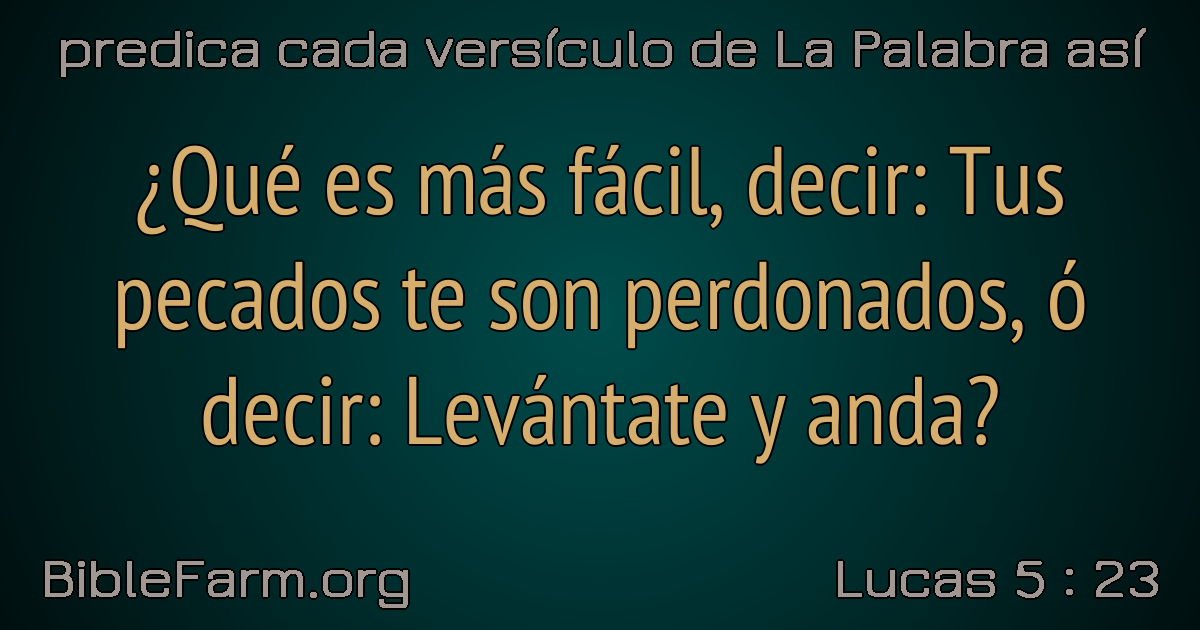 predica cada versículo de La Palabra así
¿Qué es más fácil, decir: Tus
pecados te son perdonados, ó
decir: Levántate y anda?
BibleFarm.org
Lucas 5 : 23